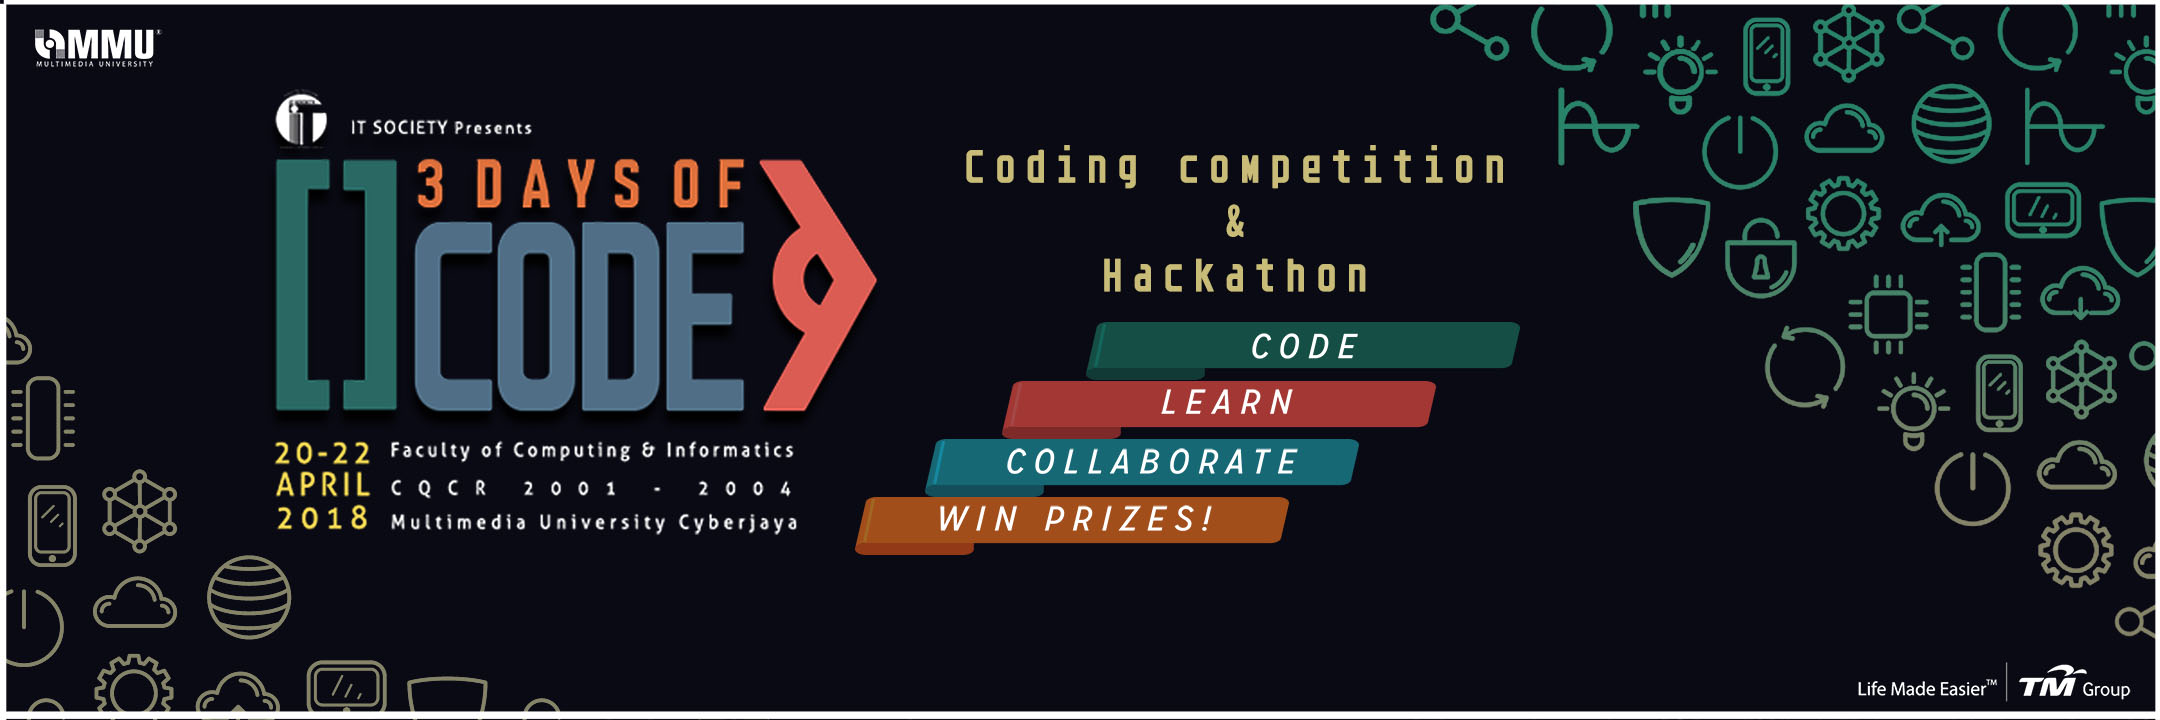 MMU
MULTIMEDIA UNIVERSITY
IT SOCIETY Presents
3 DAYS OF
CODE
20-22
APRIL
2018
Faculty of Computing & Informatics
CQCR 2001 - 2004
Multimedia University Cyberjaya
Coding competition
&
Hackathon
CODE
LEARN
COLLABORATE
WIN PRIZES!
Life Made Easier™
TM Group